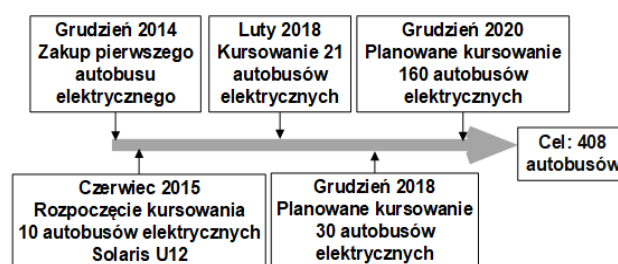 Grudzień 2014
Zakup pierwszego
autobusu
elektrycznego
Luty 2018
Kursowanie 21
autobusów
elektrycznych
Grudzień 2020
Planowane kursowanie
160 autobusów
elektrycznych
Cel: 408
autobusów
Czerwiec 2015
Rozpoczęcie kursowania
10 autobusów elektrycznych
Solaris U12
Grudzień 2018
Planowane kursowanie
30 autobusów
elektrycznych